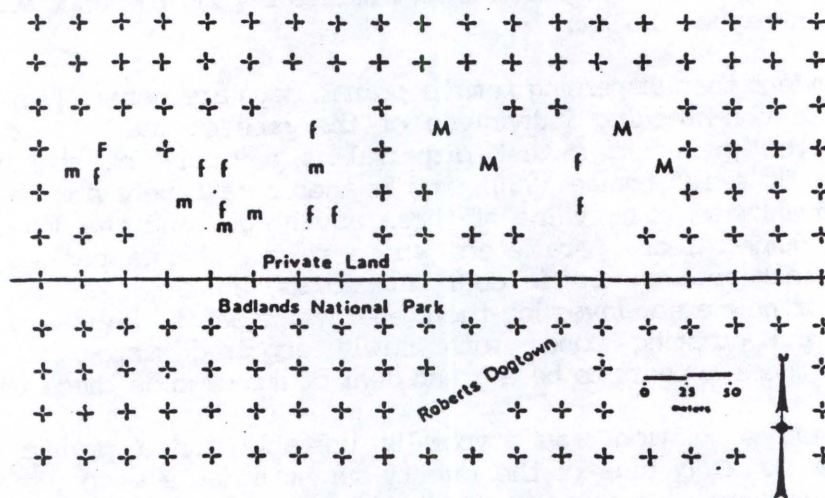 f M M
f M f M
m f f f m
m f m f f f
m
Private Land
Badlands National Park
Roberts Dogtown
0 25 50
meters